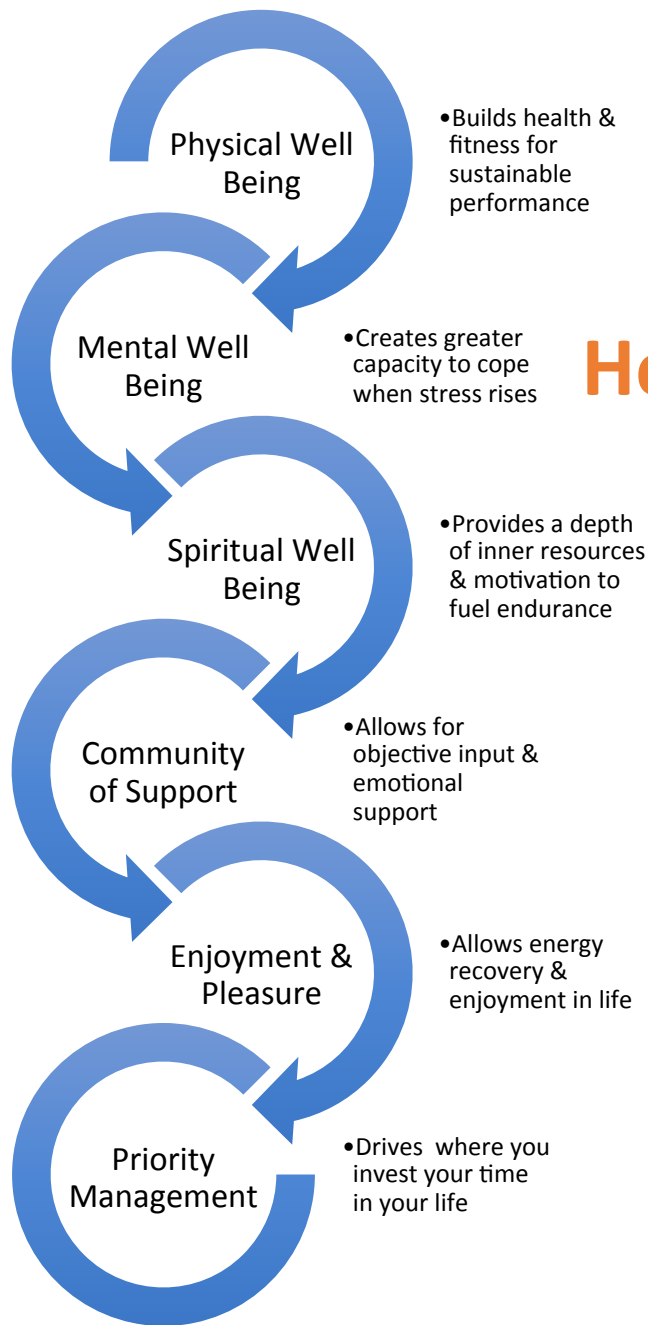 Physical Well
Being
•Builds health &
fitness for
sustainable
performance
Mental Well
Being
•Creates greater
capacity to cope
when stress rises
He
Spiritual Well
Being
•Provides a depth
of inner resources
& motivation to
fuel endurance
Community
of Support
•Allows for
objective input &
emotional
support
Enjoyment &
Pleasure
•Allows energy
recovery &
enjoyment in life
Priority
Management
•Drives where you
invest your time
in your life